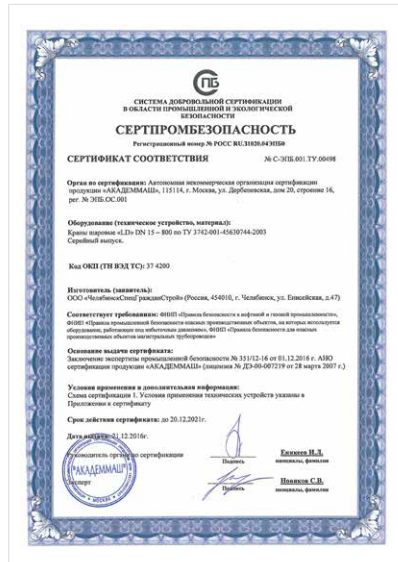 СИСТЕМА ДОБРОВОЛЬНОЙ СЕРТИФИКАЦИИ
В ОБЛАСТИ ПРОМЫШЛЕННОЙ И ЭКОЛОГИЧЕСКОЙ
БЕЗОПАСНОСТИ
СЕРТПРОМБЕЗОПАСНОСТЬ
Регистрационный номер № РОСС RU.31020.04ЭПБ0
СЕРТИФИКАТ СООТВЕТСТВИЯ № С-ЭПБ.001.ТУ.00498
Орган по сертификации: Автономная некоммерческая организация сертификации
продукции «АКАДЕММАШ», 115114, г. Москва, ул. Дербеневская, дом 20, строение 16,
рег. № ЭПБ.ОС.001
Оборудование (техническое устройство, материал):
Краны шаровые «LD» DN 15 – 800 по ТУ 3742-001-45630744-2003
Серийный выпуск.
Код ОКП (ТН ВЭД ТС): 37 4200
Изготовитель (заявитель):
ООО «ЧелябинскСпецГражданСтрой» (Россия, 454010, г. Челябинск, ул. Енисейская, д.47)
Соответствует требованиям: ФНИП «Правила безопасности в нефтяной и газовой промышленности»,
ФНИП «Правила промышленной безопасности опасных производственных объектов, на которых используется
оборудование, работающее под избыточным давлением», ФНИП «Правила безопасности для опасных
производственных объектов магистральных трубопроводов»
Основание выдачи сертификата:
Заключение экспертизы промышленной безопасности № 351/12-16 от 01.12.2016 г. АНО
сертификации продукции «АКАДЕММАШ» (лицензия № ДЭ-00-007219 от 28 марта 2007 г.)
Условия применения и дополнительная информация:
Схема сертификации 1. Условия применения технических устройств указаны в
Приложении к сертификату
Срок действия сертификата: до 20.12.2021г.
Дата выдачи: 21.12.2016г.
Руководитель органа по сертификации Еникеев И.Л.
Подпись инициалы, фамилия
"АКАДЕММАШ"
Эксперт Новиков С.В.
Подпись инициалы, фамилия